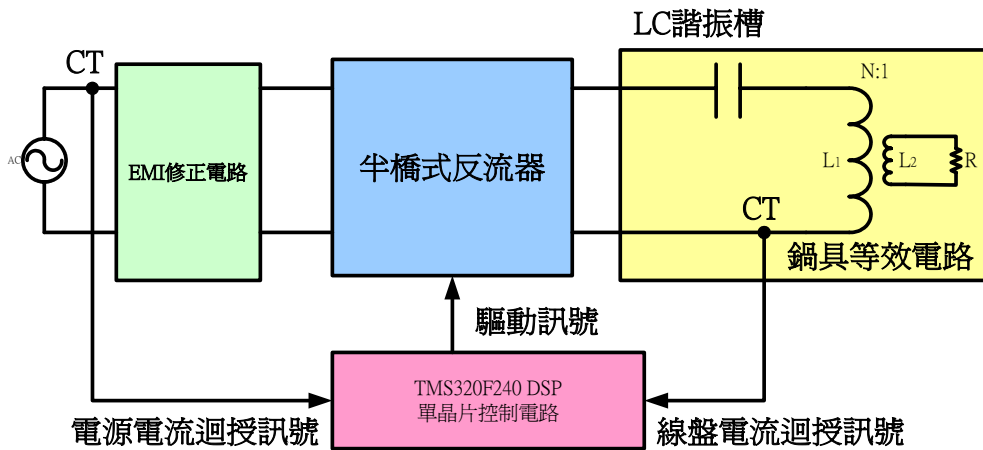 LC諧振槽
CT
N:1
AC
EMI修正電路
半橋式反流器
L1
L2
R
CT
鍋具等效電路
驅動訊號
TMS320F240 DSP
單晶片控制電路
電源電流迴授訊號
線盤電流迴授訊號